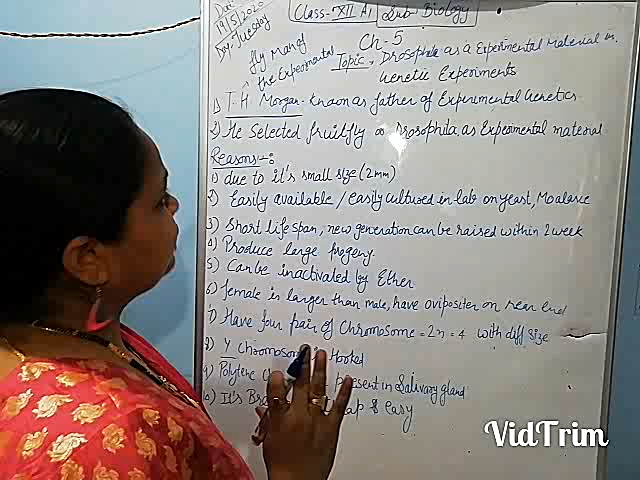 Date
19/5/2020
Day. Tuesday
Class-XII A1 Sub-Biology
Ch-5
fly Man of
the Experimental
Topic, Drosophila as a Experimental Material in
Genetic Experiments
1) T.H Morgan- Known as father of Experimental Genetics
2) He Selected fruitfly or Drosophila as Experimental material
Reasons:-
1) due to it's small size (2mm)
2) Easily available/easily cultured in lab on yeast, Moalasie
3) Short life span, new generation can be raised within 2 week
4) Produce large progeny.
5) Can be inactivated by Ether
6) female is larger than male, have ovipositer on rear end
7) Have four pair of Chromosome = 2n = 4 with diff size
8) Y Chromosome is Hooked
9) Polytene present in Salivary gland
10) It's & easy
VidTrim